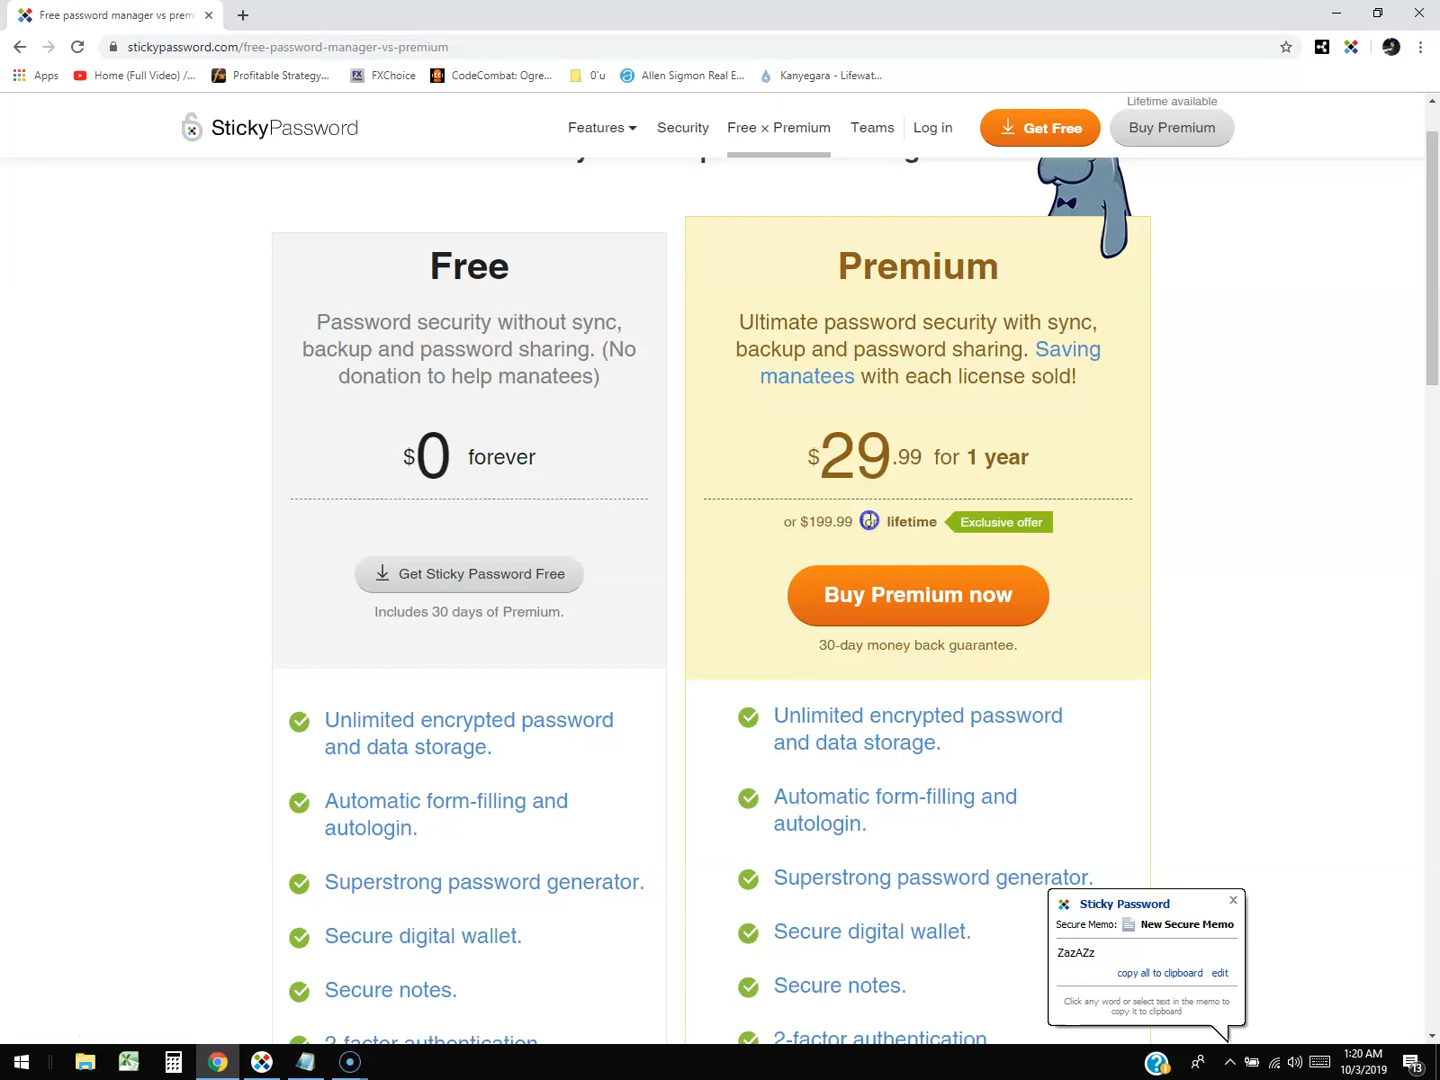 Free password manager vs prem
stickypassword.com/free-password-manager-vs-premium
Apps
Home (Full Video) /...
Profitable Strategy...
FXChoice
CodeCombat: Ogre...
0`u
Allen Sigmon Real E...
Kanyegara - Lifewat...
StickyPassword
Features
Security
Free × Premium
Teams
Log in
Get Free
Lifetime available
Buy Premium
Free
Password security without sync,
backup and password sharing. (No
donation to help manatees)
$0 forever
Get Sticky Password Free
Includes 30 days of Premium.
Unlimited encrypted password
and data storage.
Automatic form-filling and
autologin.
Superstrong password generator.
Secure digital wallet.
Secure notes.
2-factor authentication
Premium
Ultimate password security with sync,
backup and password sharing. Saving
manatees with each license sold!
$29.99 for 1 year
or $199.99 for lifetime
Exclusive offer
Buy Premium now
30-day money back guarantee.
Unlimited encrypted password
and data storage.
Automatic form-filling and
autologin.
Superstrong password generator.
Secure digital wallet.
Secure notes.
2-factor authentication
Sticky Password
Secure Memo: New Secure Memo
ZazAZz
copy all to clipboard edit
Click any word or select text in the memo to
copy it to clipboard
1:20 AM
10/3/2019
13